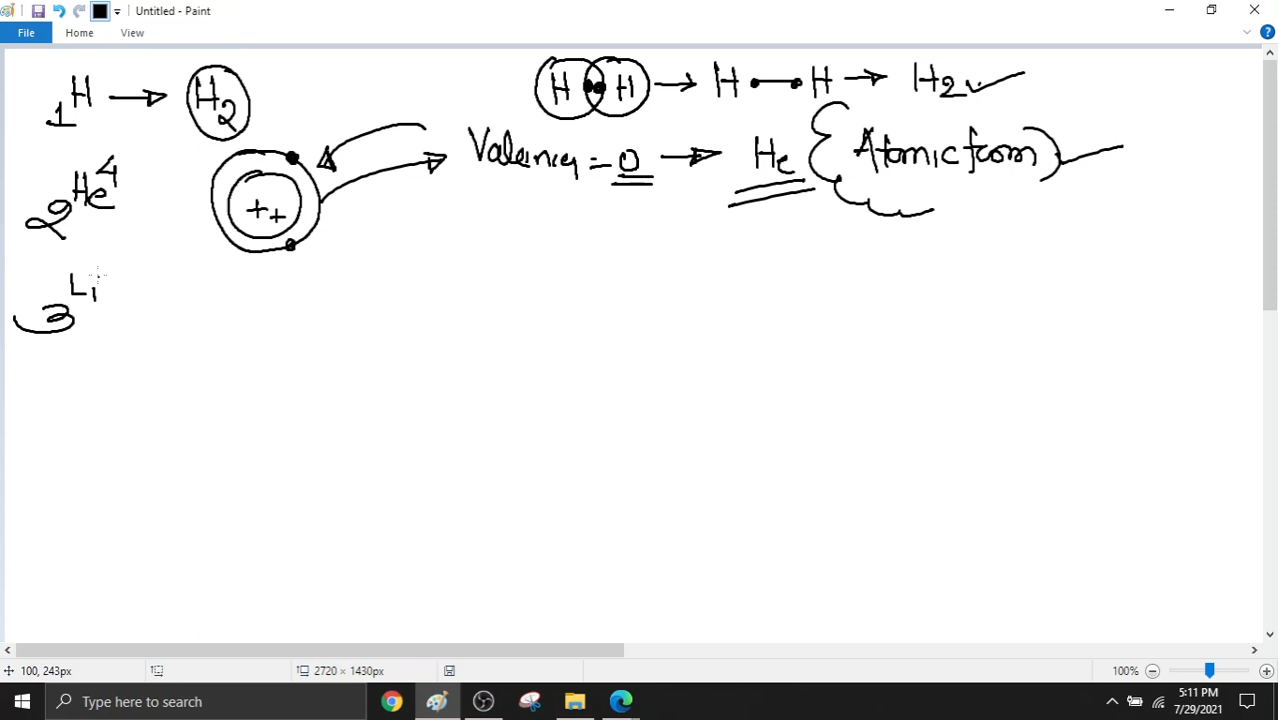 Untitled - Paint
File Home View
1H → H2 H H → H H → H2
2He4 ++ Valency = 0 → He { Atomic form )
3Li
100, 243px 2720 × 1430px 100%
Type here to search 5:11 PM
7/29/2021